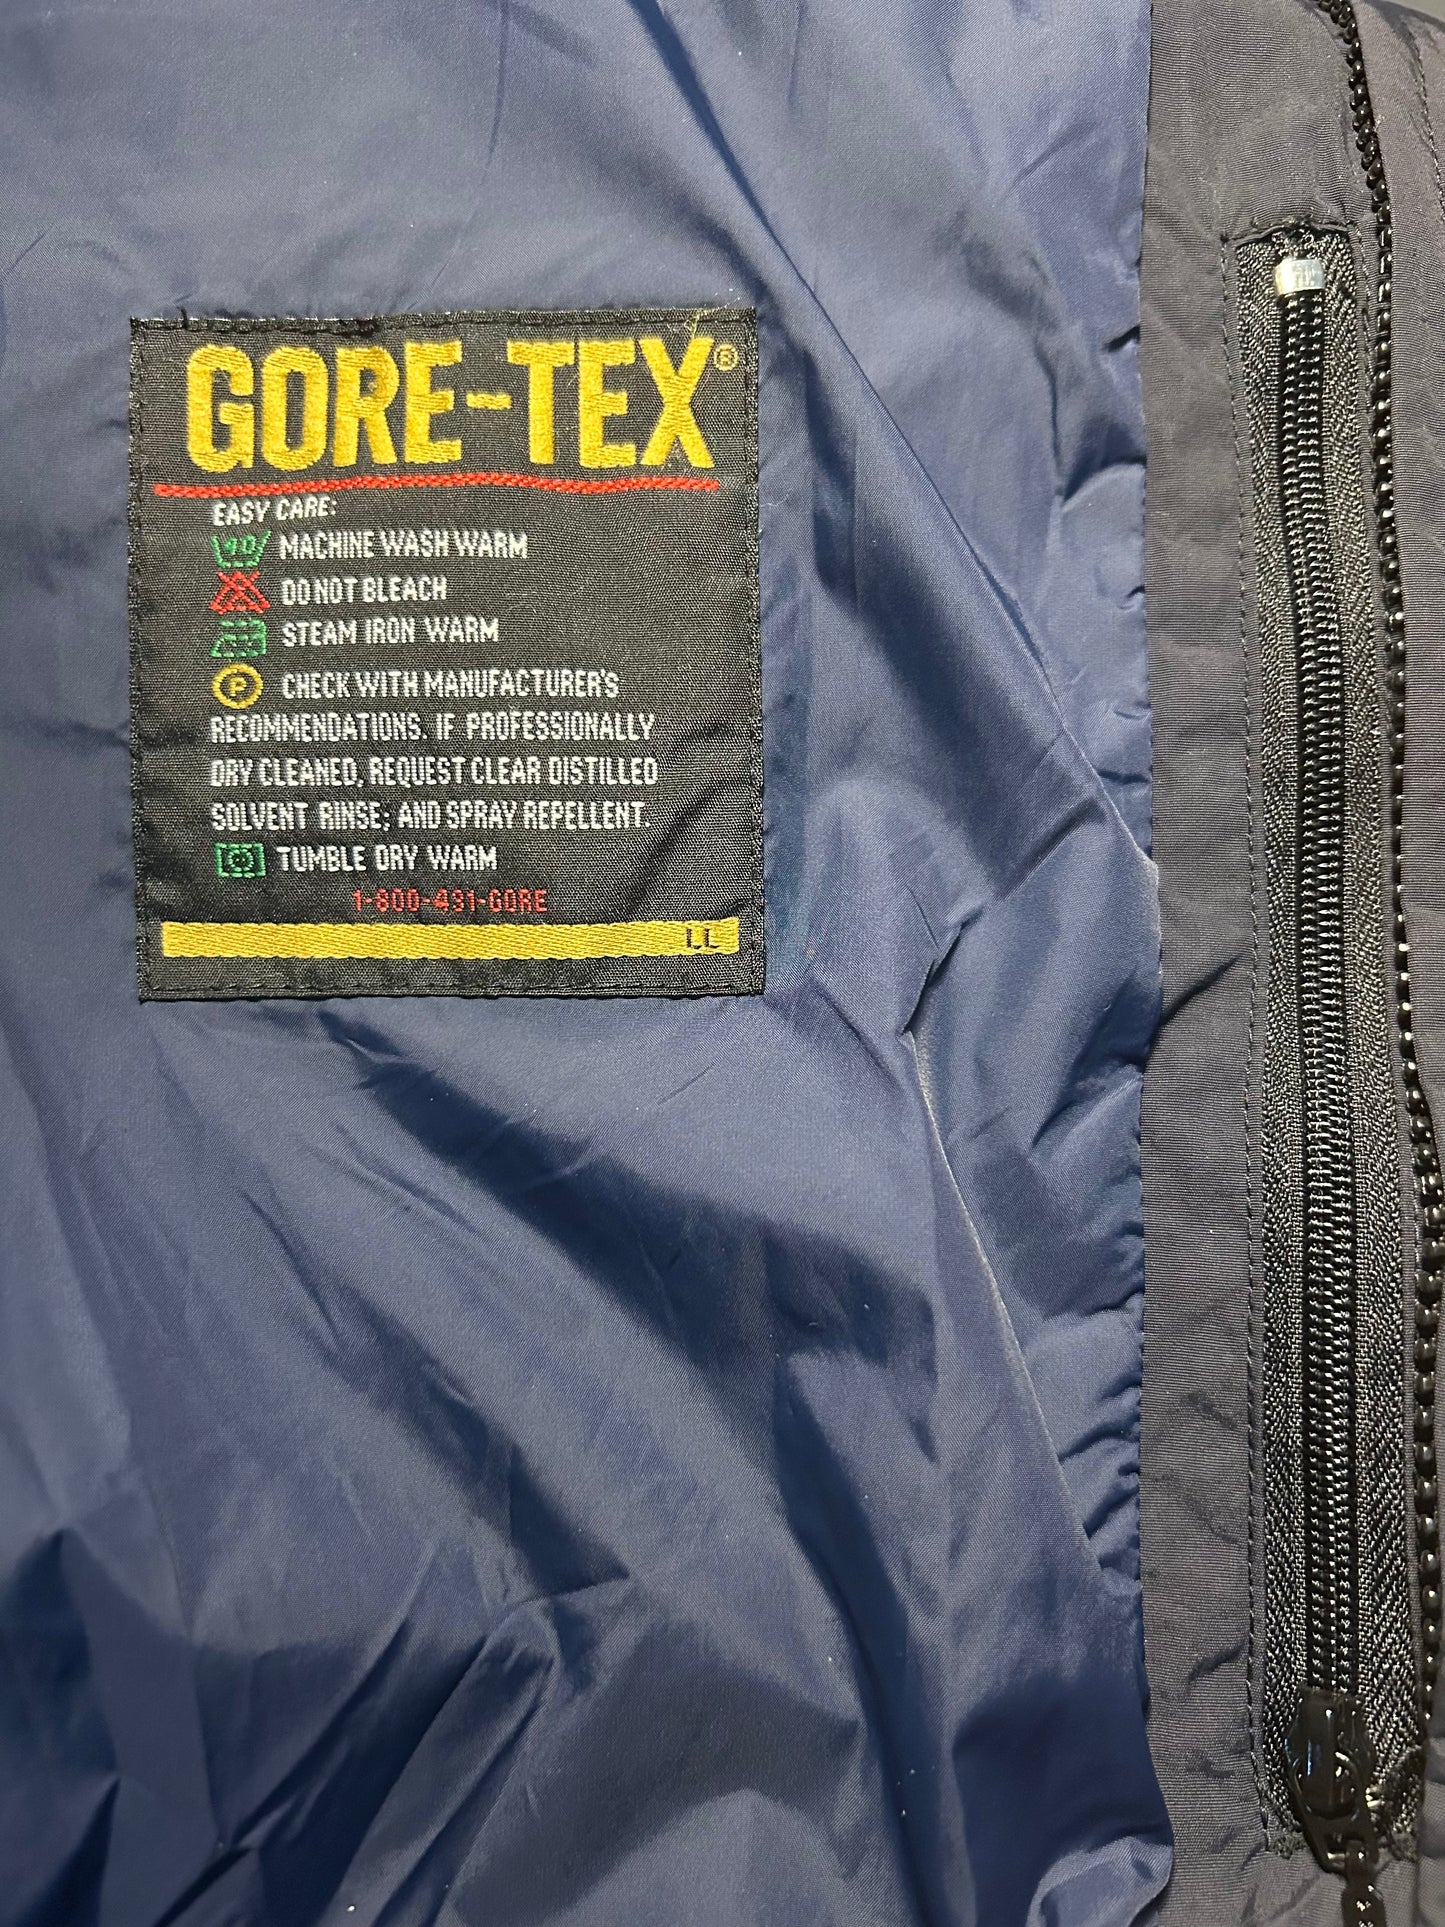 GORE-TEX®
EASY CARE:
40 MACHINE WASH WARM
DO NOT BLEACH
STEAM IRON WARM
P CHECK WITH MANUFACTURER'S
RECOMMENDATIONS. IF PROFESSIONALLY
DRY CLEANED, REQUEST CLEAR DISTILLED
SOLVENT RINSE; AND SPRAY REPELLENT.
TUMBLE DRY WARM
1-800-431-GORE
LL